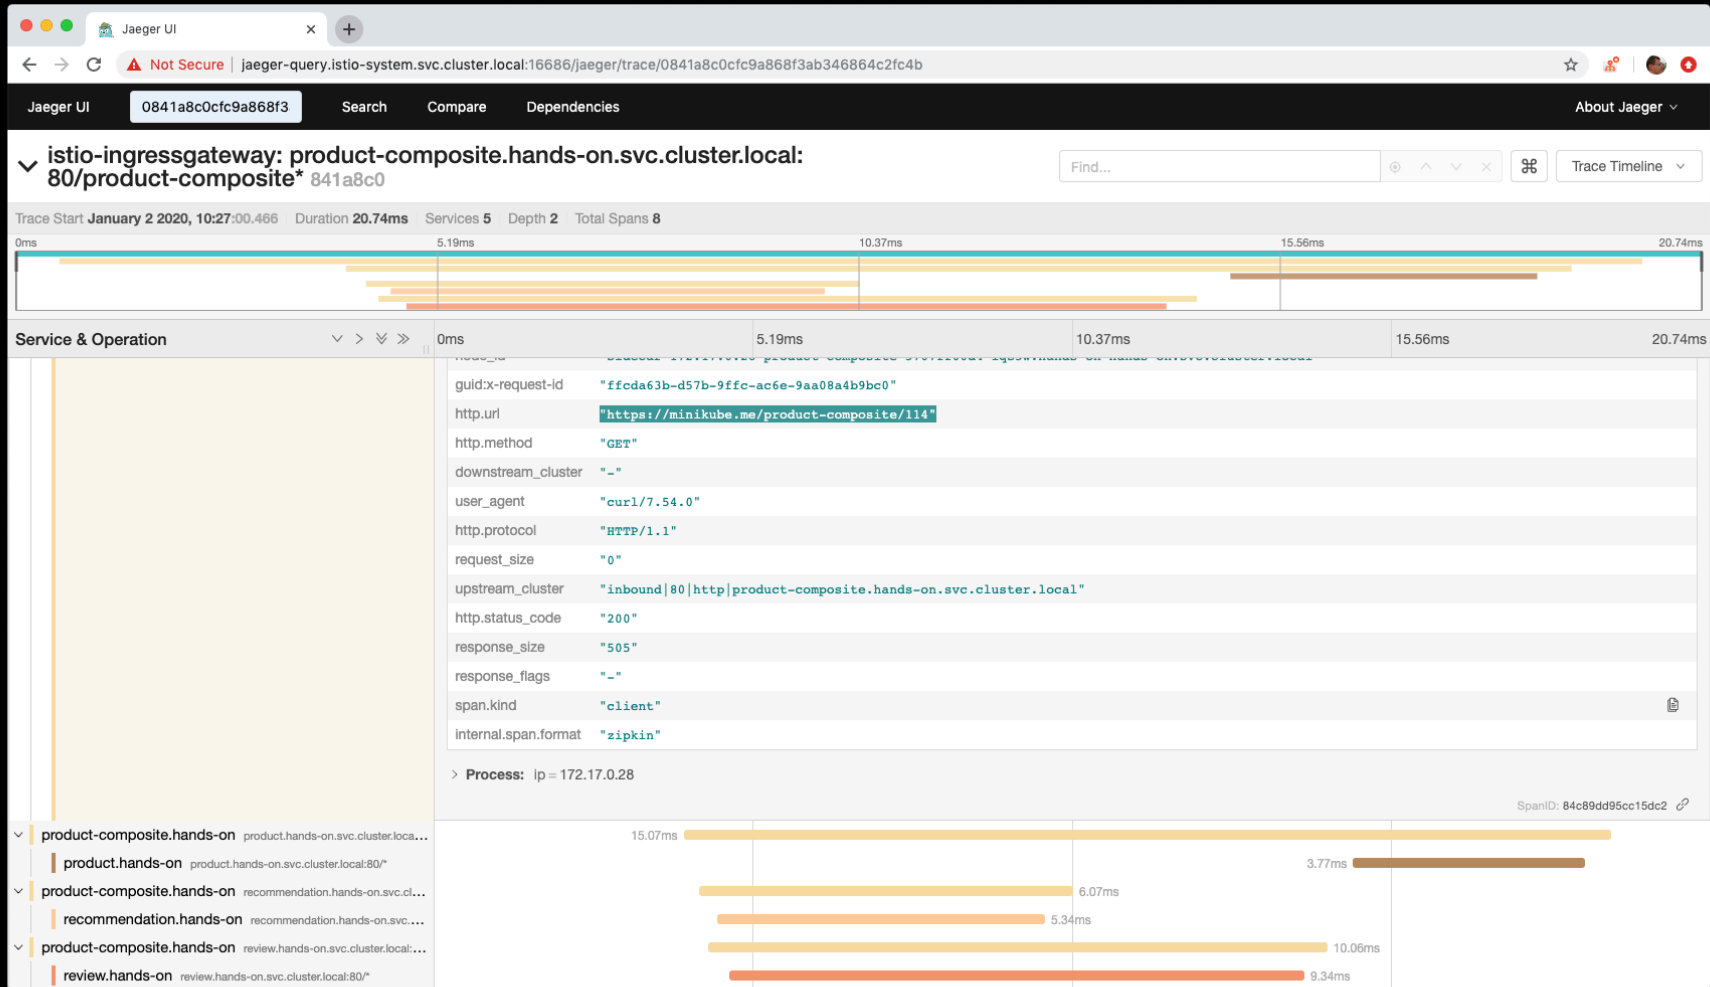 Jaeger UI
Not Secure jaeger-query.istio-system.svc.cluster.local:16686/jaeger/trace/0841a8c0cfc9a868f3ab346864c2fc4b
Jaeger UI 0841a8c0cfc9a868f3 Search Compare Dependencies About Jaeger
istio-ingressgateway: product-composite.hands-on.svc.cluster.local:
80/product-composite* 841a8c0
Find... ⌘ Trace Timeline
Trace Start January 2 2020, 10:27:00.466 Duration 20.74ms Services 5 Depth 2 Total Spans 8
0ms 5.19ms 10.37ms 15.56ms 20.74ms
Service & Operation 0ms 5.19ms 10.37ms 15.56ms 20.74ms
guid:x-request-id "ffcda63b-d57b-9ffc-ac6e-9aa08a4b9bc0"
http.url "https://minikube.me/product-composite/114"
http.method "GET"
downstream_cluster "-"
user_agent "curl/7.54.0"
http.protocol "HTTP/1.1"
request_size "0"
upstream_cluster "inbound|80|http|product-composite.hands-on.svc.cluster.local"
http.status_code "200"
response_size "505"
response_flags "-"
span.kind "client"
internal.span.format "zipkin"
Process: ip = 172.17.0.28
SpanID: 84c89dd95cc15dc2
product-composite.hands-on product.hands-on.svc.cluster.loca... 15.07ms
product.hands-on product.hands-on.svc.cluster.local:80/* 3.77ms
product-composite.hands-on recommendation.hands-on.svc.cl... 6.07ms
recommendation.hands-on recommendation.hands-on.svc.... 5.34ms
product-composite.hands-on review.hands-on.svc.cluster.local:... 10.06ms
review.hands-on review.hands-on.svc.cluster.local:80/* 9.34ms